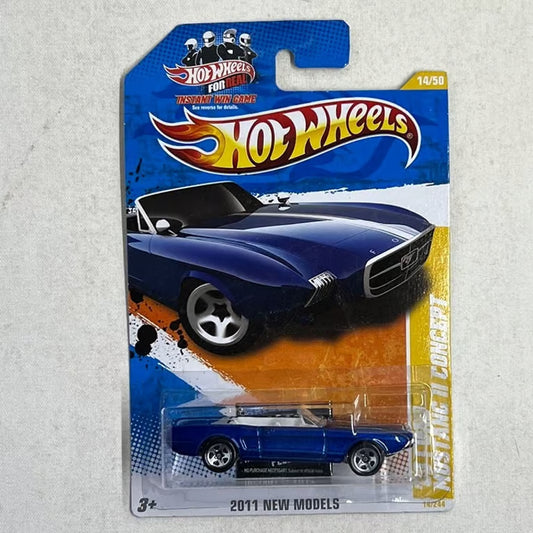 HOT WHEELS
FOR REAL
INSTANT WIN GAME
See reverse for details.
14/50
HOT WHEELS
F O
MUSTANG II CONCEPT
NO PURCHASE NECESSARY.
3+
2011 NEW MODELS
14/244